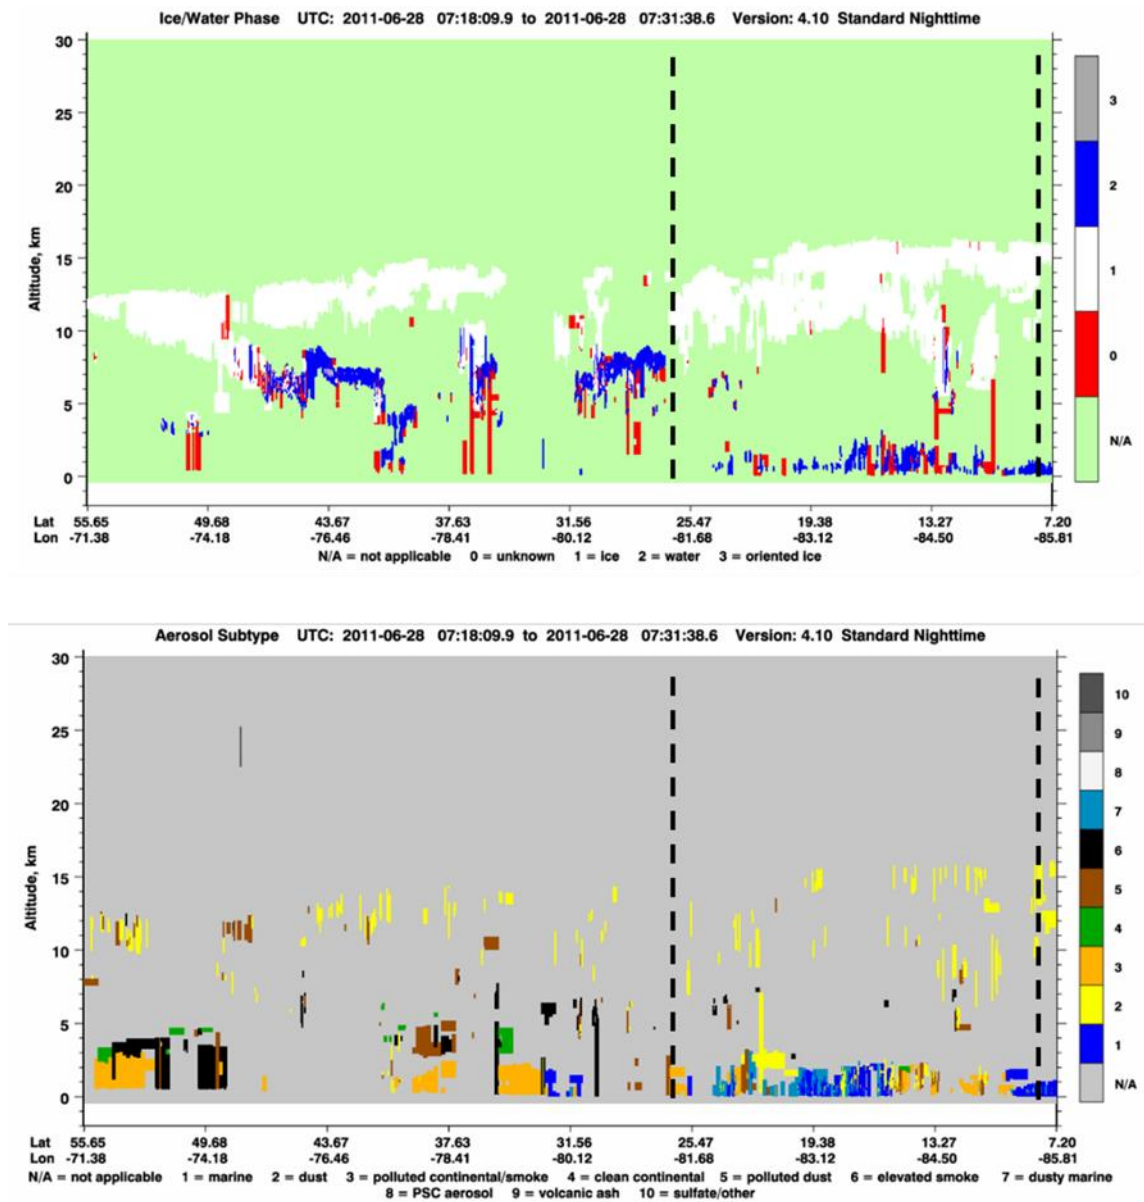 Ice/Water Phase UTC: 2011-06-28 07:18:09.9 to 2011-06-28 07:31:38.6 Version: 4.10 Standard Nighttime
30
25
20
15
10
5
0
Altitude, km
3
2
1
0
N/A
Lat 55.65 49.68 43.67 37.63 31.56 25.47 19.38 13.27 7.20
Lon -71.38 -74.18 -76.46 -78.41 -80.12 -81.68 -83.12 -84.50 -85.81
N/A = not applicable 0 = unknown 1 = ice 2 = water 3 = oriented ice
Aerosol Subtype UTC: 2011-06-28 07:18:09.9 to 2011-06-28 07:31:38.6 Version: 4.10 Standard Nighttime
30
25
20
15
10
5
0
Altitude, km
10
9
8
7
6
5
4
3
2
1
N/A
Lat 55.65 49.68 43.67 37.63 31.56 25.47 19.38 13.27 7.20
Lon -71.38 -74.18 -76.46 -78.41 -80.12 -81.68 -83.12 -84.50 -85.81
N/A = not applicable 1 = marine 2 = dust 3 = polluted continental/smoke 4 = clean continental 5 = polluted dust 6 = elevated smoke 7 = dusty marine
8 = PSC aerosol 9 = volcanic ash 10 = sulfate/other